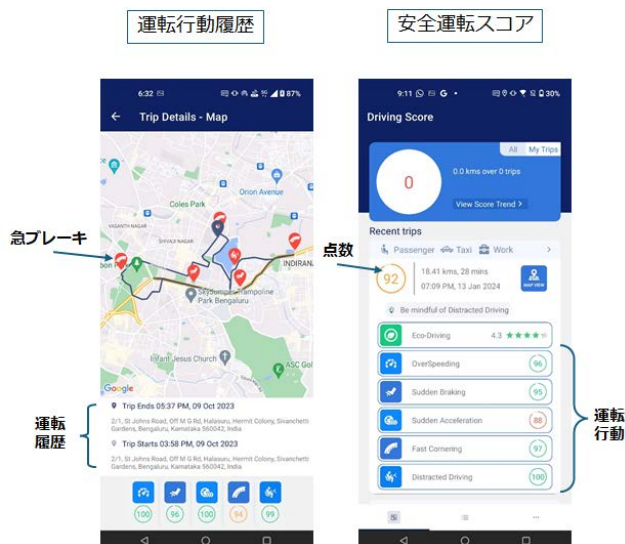 運転行動履歴
安全運転スコア
6:32
87%
Trip Details - Map
Orion Avenue
Coles Park
VASANTH NAGAR
SHIVAJI NAGAR
急ブレーキ
INDIRAN
Skyjumper Trampoline
Park Bengaluru
Infant Jesus Church
ASC
Google
運転
履歴
Trip Ends 05:37 PM, 09 Oct 2023
2/1, St Johns Road, Off M G Rd, Halasuru, Hermit Colony, Sivanchetti
Gardens, Bengaluru, Karnataka 560042, India
Trip Starts 03:58 PM, 09 Oct 2023
2/1, St Johns Road, Off M G Rd, Halasuru, Hermit Colony, Sivanchetti
Gardens, Bengaluru, Karnataka 560042, India
100 96 100 94 99
9:11 G
30%
Driving Score
All My Trips
0
0.0 kms over 0 trips
View Score Trend >
Recent trips
Passenger Taxi Work >
点数
92
18.41 kms, 28 mins
07:09 PM, 13 Jan 2024
MAP VIEW
Be mindful of Distracted Driving
Eco-Driving 4.3
OverSpeeding 96
Sudden Braking 95
Sudden Acceleration 88
Fast Cornering 97
Distracted Driving 100
運転
行動